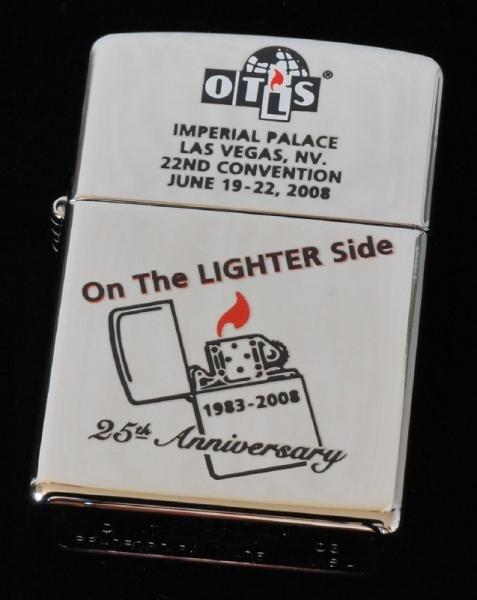 OTLS®
IMPERIAL PALACE
LAS VEGAS, NV.
22ND CONVENTION
JUNE 19-22, 2008
On The LIGHTER Side
1983-2008
25th Anniversary